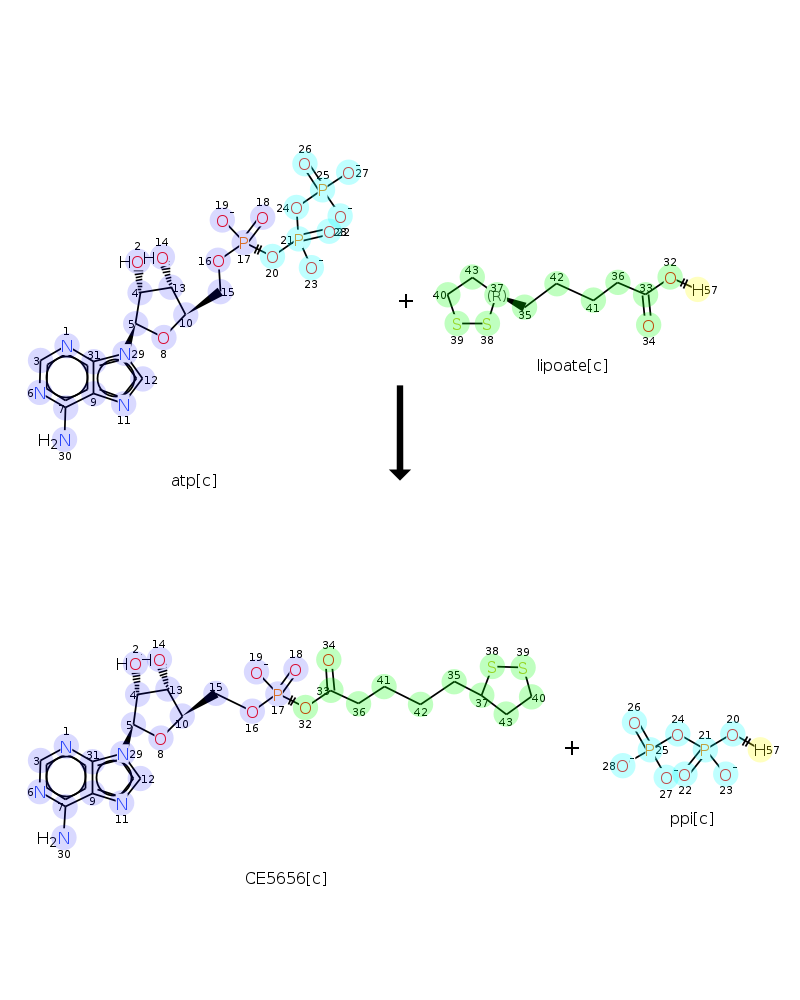 26
25
O
O⁻ 27
P
19
18
24
O
O⁻
O
O
2
14
21
P
O
22
HO
HO
16
O
P
17
O
20
O⁻
23
4
13
15
5
10
O
8
1
N
31
N
29
3
12
6
N
7
9
N
11
H₂N
30
atp[c]
+
43
37
42
36
32
O
H
57
40
(R)
33
S
S
35
41
O
39
38
34
lipoate[c]
2
14
19
18
34
38
39
HO
HO
O⁻
O
O
41
S
S
4
13
15
P
17
33
35
40
5
10
O
16
O
32
36
42
37
43
O
8
1
N
31
N
29
3
12
6
N
7
9
N
11
H₂N
30
CE5656[c]
+
26
24
20
O
O
O
H
57
P
25
21
P
28
O⁻
O⁻
O
O⁻
27
22
23
ppi[c]